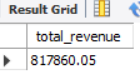 Result Grid
total_revenue
817860.05